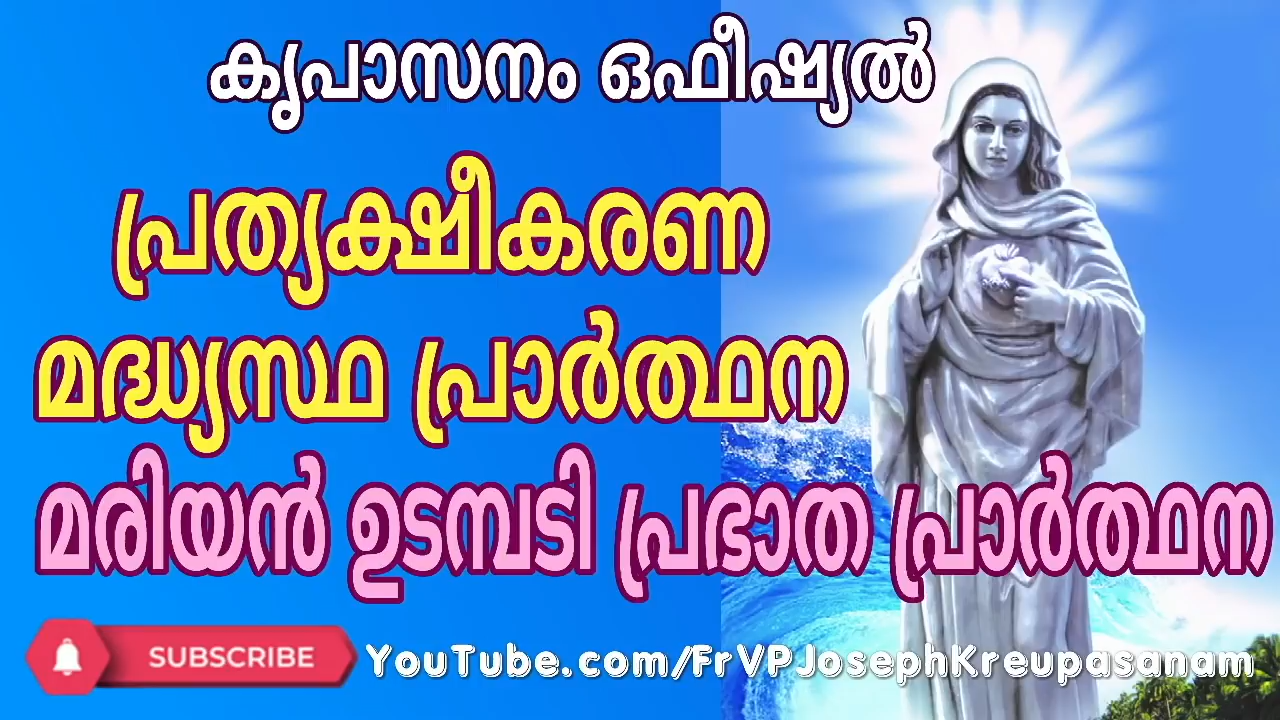 കൃപാസനം ഒഫീഷ്യൽ
പ്രത്യക്ഷീകരണ
മദ്ധ്യസ്ഥ പ്രാർത്ഥന
മരിയൻ ഉടമ്പടി പ്രഭാത പ്രാർത്ഥന
SUBSCRIBE YouTube.com/FrVPJosephKreupasanam